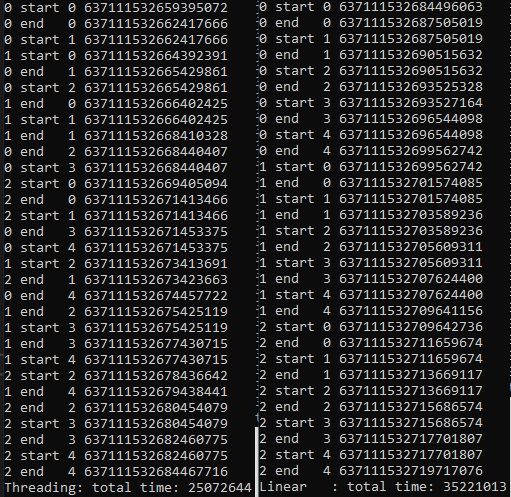 0 start 0 637111532659395072
0 end   0 637111532662417666
0 start 1 637111532662417666
1 start 0 637111532664392391
0 end   1 637111532665429861
0 start 2 637111532665429861
1 end   0 637111532666402425
1 start 1 637111532666402425
1 end   1 637111532668410328
0 end   2 637111532668440407
0 start 3 637111532668440407
2 start 0 637111532669405094
2 end   0 637111532671413466
2 start 1 637111532671413466
0 end   3 637111532671453375
0 start 4 637111532671453375
1 start 2 637111532673413691
2 end   1 637111532673423663
0 end   4 637111532674457722
1 end   2 637111532675425119
1 start 3 637111532675425119
1 end   3 637111532677430715
1 start 4 637111532677430715
2 start 2 637111532678436642
1 end   4 637111532679438441
2 end   2 637111532680454079
2 start 3 637111532680454079
2 end   3 637111532682460775
2 start 4 637111532682460775
2 end   4 637111532684467716
Threading: total time: 25072644
0 start 0 637111532684496063
0 end   0 637111532687505019
0 start 1 637111532687505019
0 end   1 637111532690515632
0 start 2 637111532690515632
0 end   2 637111532693525328
0 start 3 637111532693527164
0 end   3 637111532696544098
0 start 4 637111532696544098
0 end   4 637111532699562742
1 start 0 637111532699562742
1 end   0 637111532701574085
1 start 1 637111532701574085
1 end   1 637111532703589236
1 start 2 637111532703589236
1 end   2 637111532705609311
1 start 3 637111532705609311
1 end   3 637111532707624400
1 start 4 637111532707624400
1 end   4 637111532709641156
2 start 0 637111532709642736
2 end   0 637111532711659674
2 start 1 637111532711659674
2 end   1 637111532713669117
2 start 2 637111532713669117
2 end   2 637111532715686574
2 start 3 637111532715686574
2 end   3 637111532717701807
2 start 4 637111532717701807
2 end   4 637111532719717076
Linear   : total time: 35221013